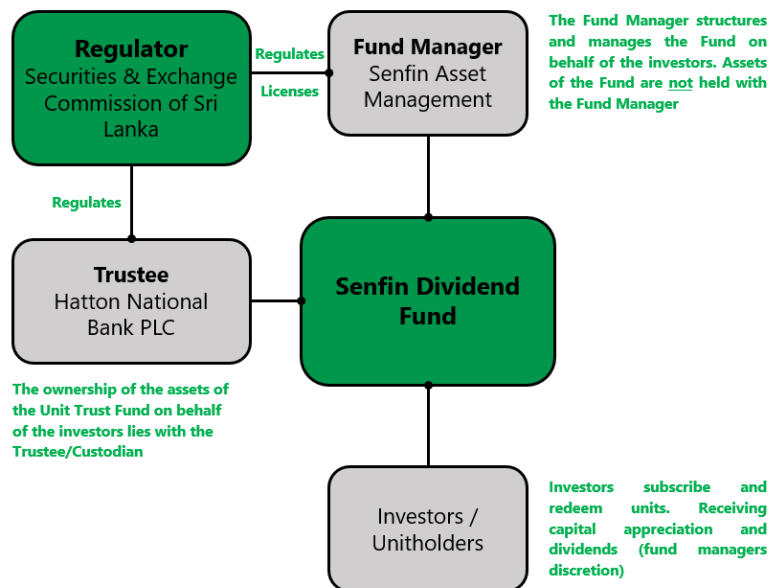 Regulator
Securities & Exchange
Commission of Sri
Lanka
Regulates
Licenses
Fund Manager
Senfin Asset
Management
The Fund Manager structures
and manages the Fund on
behalf of the investors. Assets
of the Fund are not held with
the Fund Manager
Regulates
Trustee
Hatton National
Bank PLC
Senfin Dividend
Fund
The ownership of the assets of
the Unit Trust Fund on behalf
of the investors lies with the
Trustee/Custodian
Investors /
Unitholders
Investors subscribe and
redeem units. Receiving
capital appreciation and
dividends (fund managers
discretion)